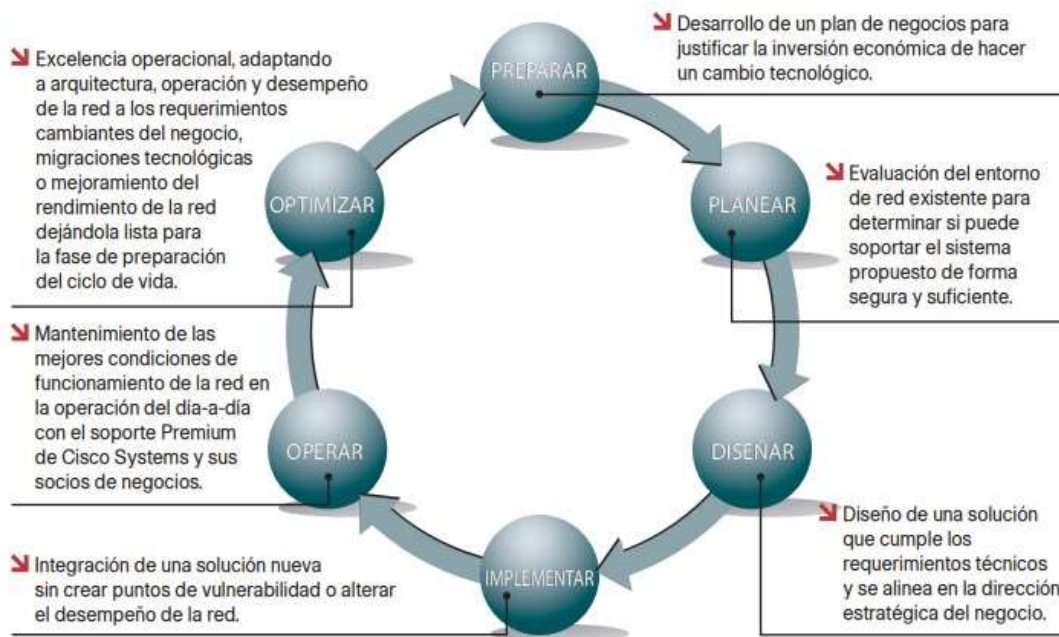 PREPARAR
Desarrollo de un plan de negocios para
justificar la inversión económica de hacer
un cambio tecnológico.
PLANEAR
Evaluación del entorno
de red existente para
determinar si puede
soportar el sistema
propuesto de forma
segura y suficiente.
DISEÑAR
Diseño de una solución
que cumple los
requerimientos técnicos
y se alinea en la dirección
estratégica del negocio.
IMPLEMENTAR
Integración de una solución nueva
sin crear puntos de vulnerabilidad o alterar
el desempeño de la red.
OPERAR
Mantenimiento de las
mejores condiciones de
funcionamiento de la red en
la operación del día-a-día
con el soporte Premium
de Cisco Systems y sus
socios de negocios.
OPTIMIZAR
Excelencia operacional, adaptando
a arquitectura, operación y desempeño
de la red a los requerimientos
cambiantes del negocio,
migraciones tecnológicas
o mejoramiento del
rendimiento de la red
dejándola lista para
la fase de preparación
del ciclo de vida.